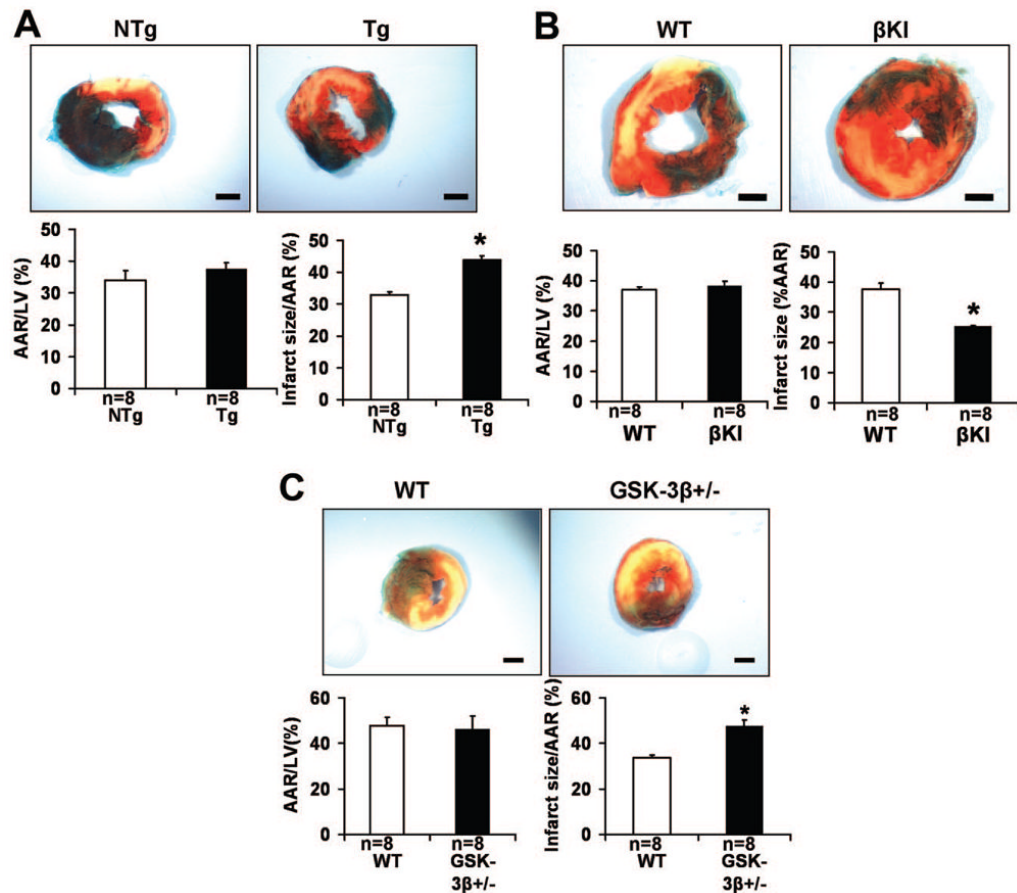 A
NTg
Tg
AAR/LV (%)
50
40
30
20
10
0
n=8
n=8
NTg
Tg
Infarct size/AAR (%)
50
40
30
20
10
0
*
n=8
n=8
NTg
Tg
B
WT
βKI
AAR/LV (%)
50
40
30
20
10
0
n=8
n=8
WT
βKI
Infarct size (%AAR)
50
40
30
20
10
0
*
n=8
n=8
WT
βKI
C
WT
GSK-3β+/-
AAR/LV(%)
60
40
20
0
n=8
n=8
WT
GSK-
3β+/-
Infarct size/AAR (%)
60
40
20
0
*
n=8
n=8
WT
GSK-
3β+/-